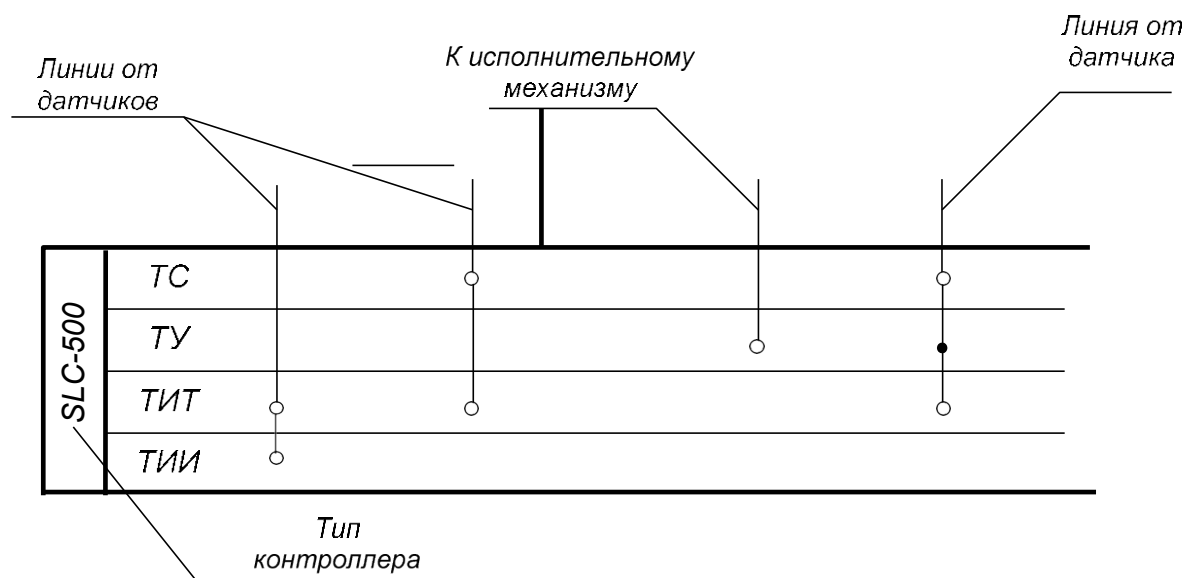 Линии от
датчиков
К исполнительному
механизму
Линия от
датчика
SLC-500
ТС
ТУ
ТИТ
ТИИ
Тип
контроллера